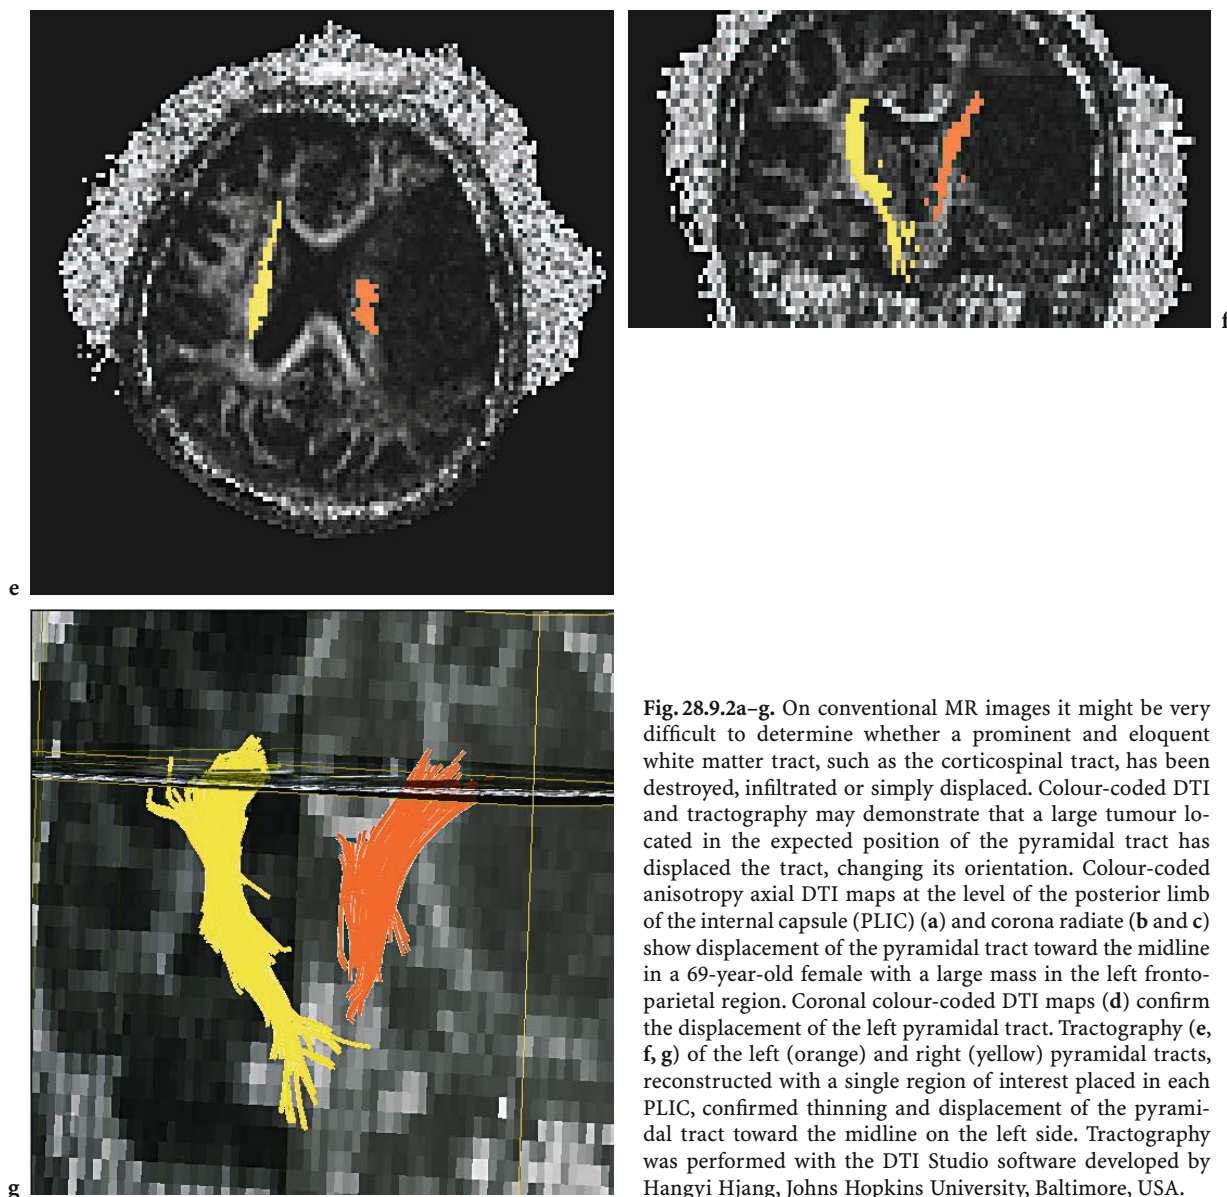 e
f
g
Fig. 28.9.2a–g. On conventional MR images it might be very
difficult to determine whether a prominent and eloquent
white matter tract, such as the corticospinal tract, has been
destroyed, infiltrated or simply displaced. Colour-coded DTI
and tractography may demonstrate that a large tumour lo-
cated in the expected position of the pyramidal tract has
displaced the tract, changing its orientation. Colour-coded
anisotropy axial DTI maps at the level of the posterior limb
of the internal capsule (PLIC) (a) and corona radiate (b and c)
show displacement of the pyramidal tract toward the midline
in a 69-year-old female with a large mass in the left fronto-
parietal region. Coronal colour-coded DTI maps (d) confirm
the displacement of the left pyramidal tract. Tractography (e,
f, g) of the left (orange) and right (yellow) pyramidal tracts,
reconstructed with a single region of interest placed in each
PLIC, confirmed thinning and displacement of the pyrami-
dal tract toward the midline on the left side. Tractography
was performed with the DTI Studio software developed by
Hangyi Hjang, Johns Hopkins University, Baltimore, USA.